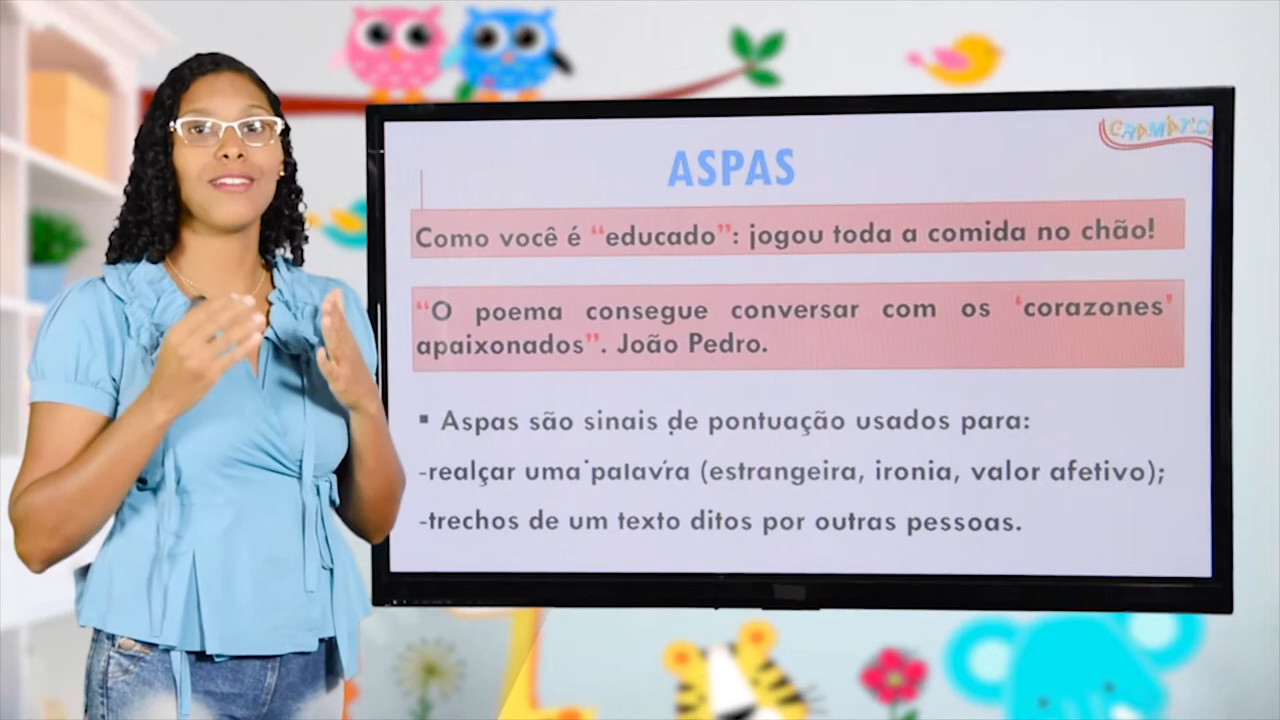 GRAMÁTIC
ASPAS
Como você é “educado”: jogou toda a comida no chão!
“O poema consegue conversar com os ‘corazones’
apaixonados”. João Pedro.
▪ Aspas são sinais de pontuação usados para:
-realçar uma palavra (estrangeira, ironia, valor afetivo);
-trechos de um texto ditos por outras pessoas.